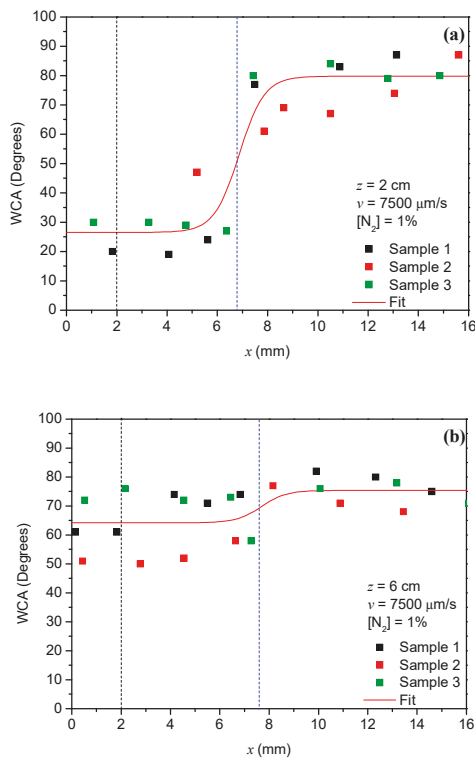 (a)
100
90
80
70
60
50
40
30
20
10
0
WCA (Degrees)
z = 2 cm
v = 7500 μm/s
[N₂] = 1%
Sample 1
Sample 2
Sample 3
Fit
0 2 4 6 8 10 12 14 16
x (mm)
(b)
100
90
80
70
60
50
40
30
20
10
0
WCA (Degrees)
z = 6 cm
v = 7500 μm/s
[N₂] = 1%
Sample 1
Sample 2
Sample 3
Fit
0 2 4 6 8 10 12 14 16
x (mm)